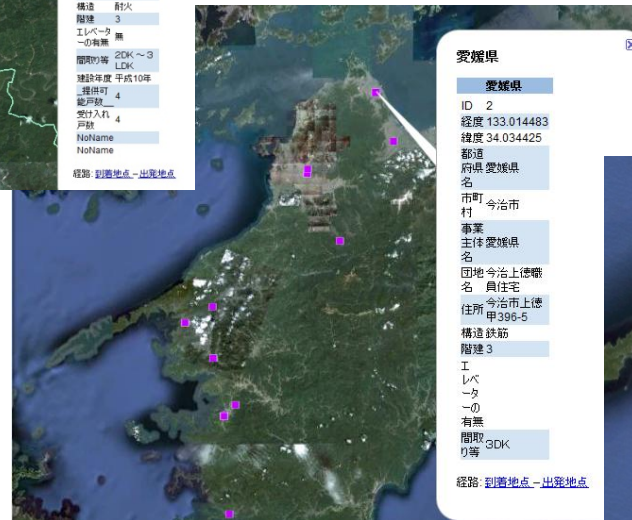 構造 耐火
階建 3
エレベータ
ーの有無 無
間取り等 2DK～3
LDK
建設年度 平成10年
_提供可
能戸数__ 4
受け入れ
戸数 4
NoName
NoName
経路: 到着地点 – 出発地点
愛媛県
愛媛県
ID 2
経度 133.014483
緯度 34.034425
都道
府県 愛媛県
名
市町
村 今治市
事業
主体 愛媛県
名
団地 今治上徳職
名 員住宅
住所 今治市上徳
甲396-5
構造 鉄筋
階建 3
エ
レベ
ータ
ーの
有無
間取
り等 3DK
経路: 到着地点 – 出発地点